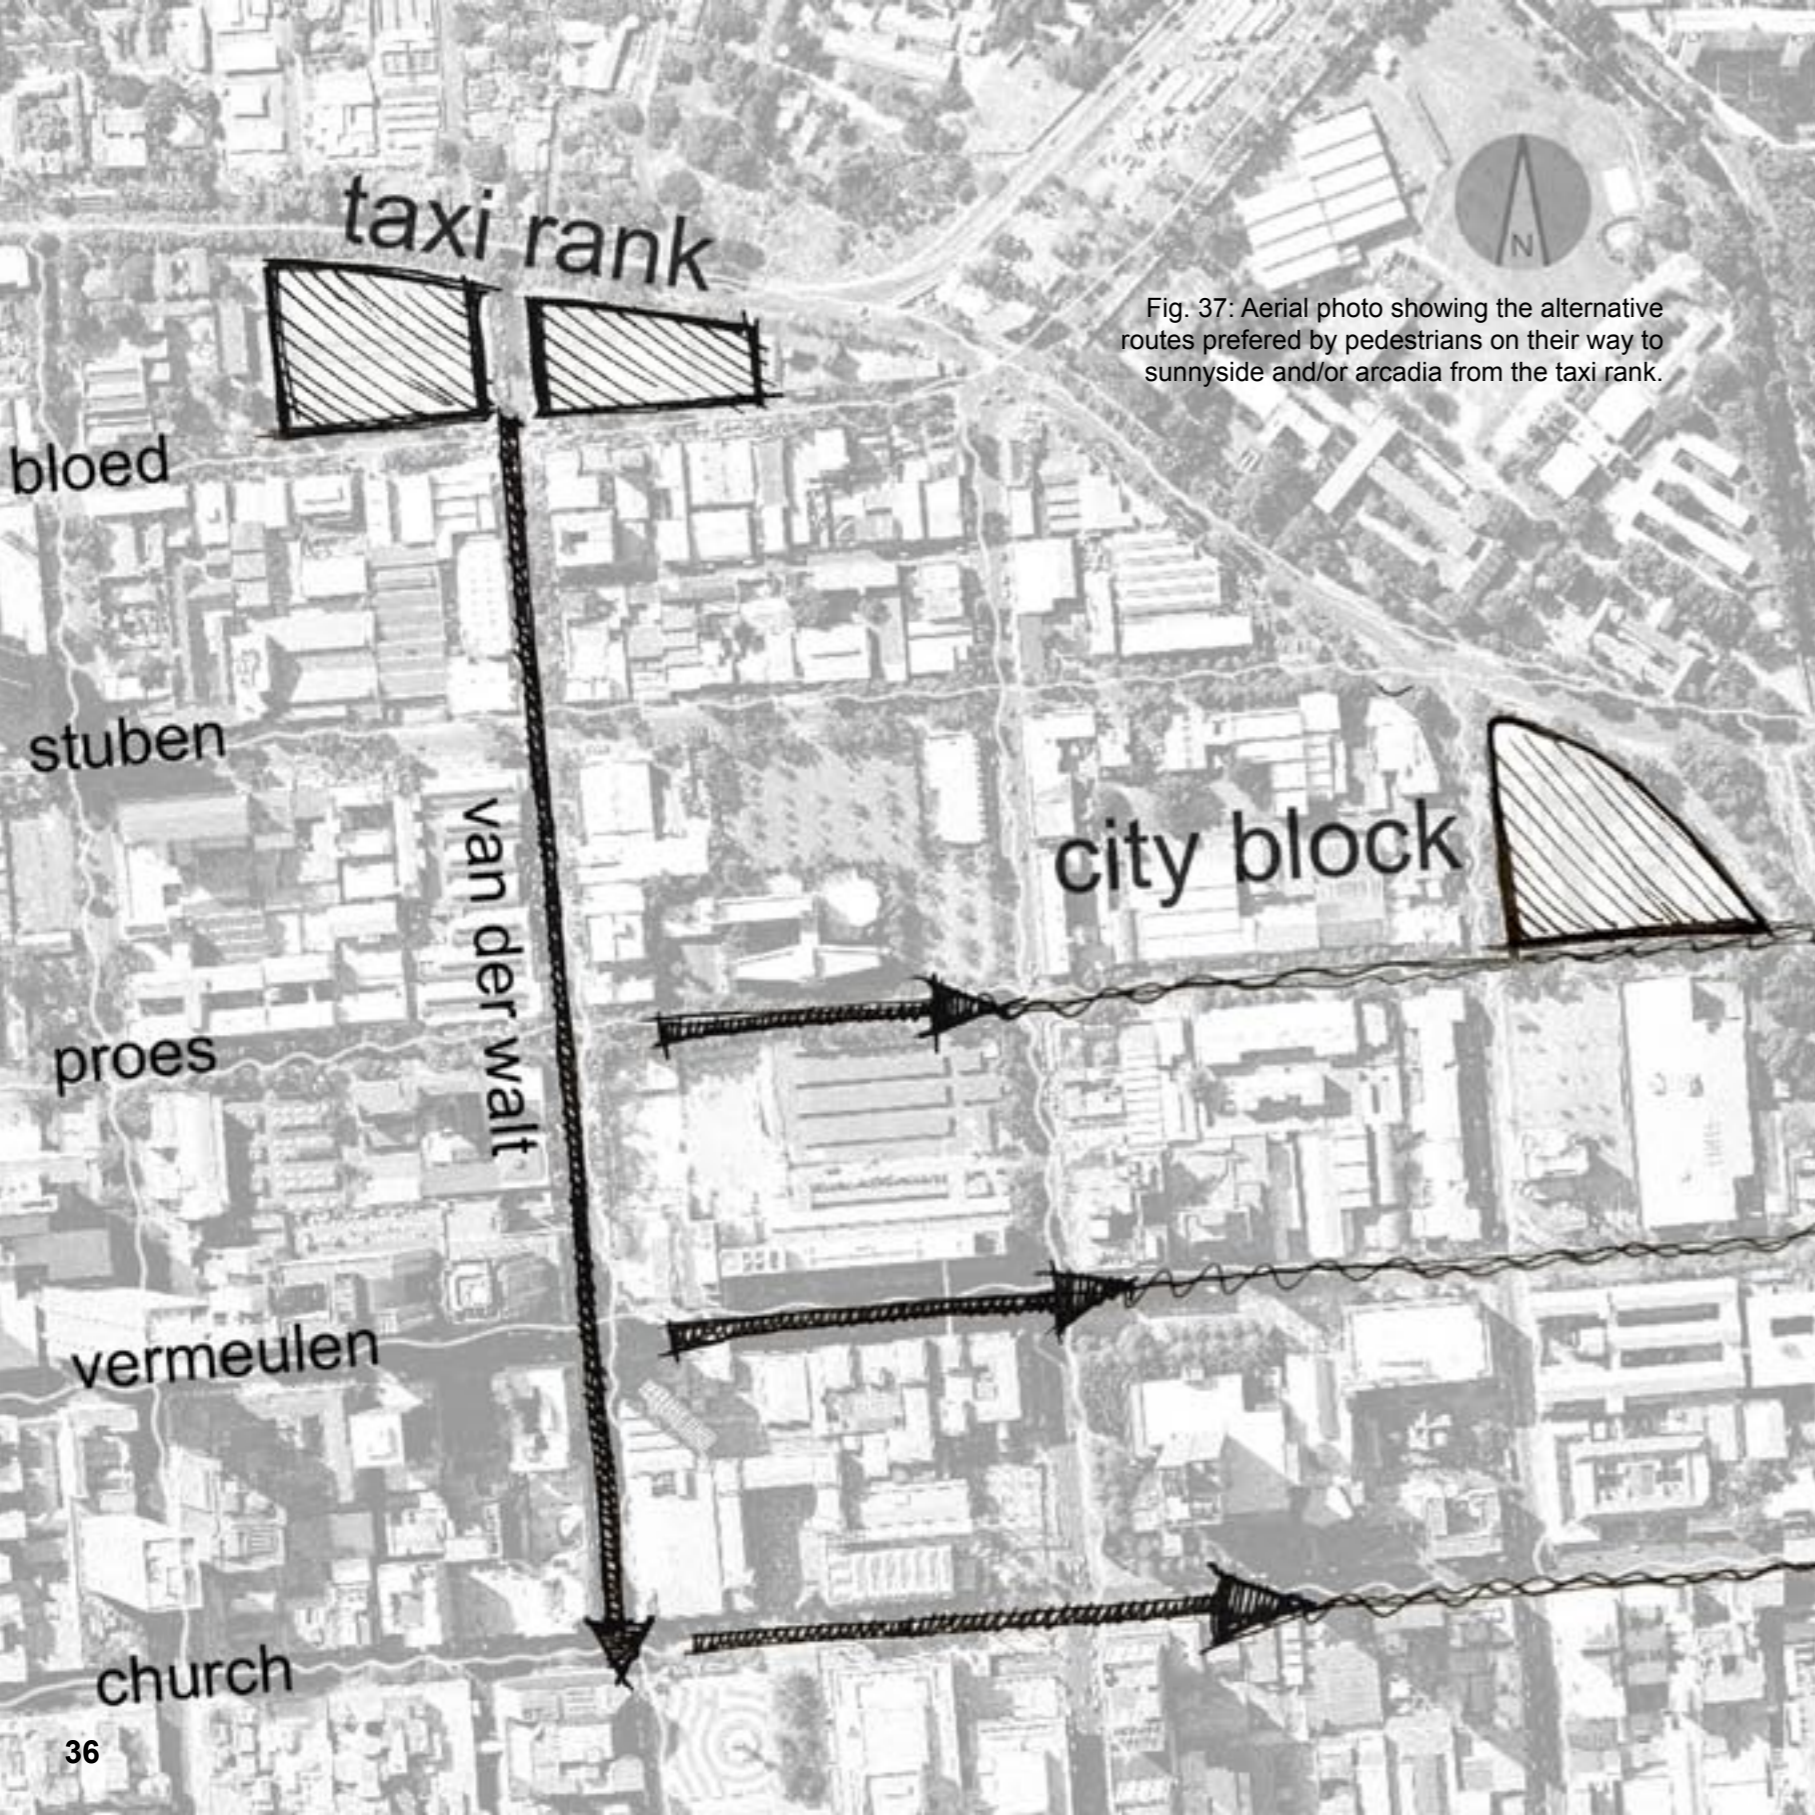 taxi rank
N
Fig. 37: Aerial photo showing the alternative
routes prefered by pedestrians on their way to
sunnyside and/or arcadia from the taxi rank.
bloed
stuben
city block
van der walt
proes
vermeulen
church
36